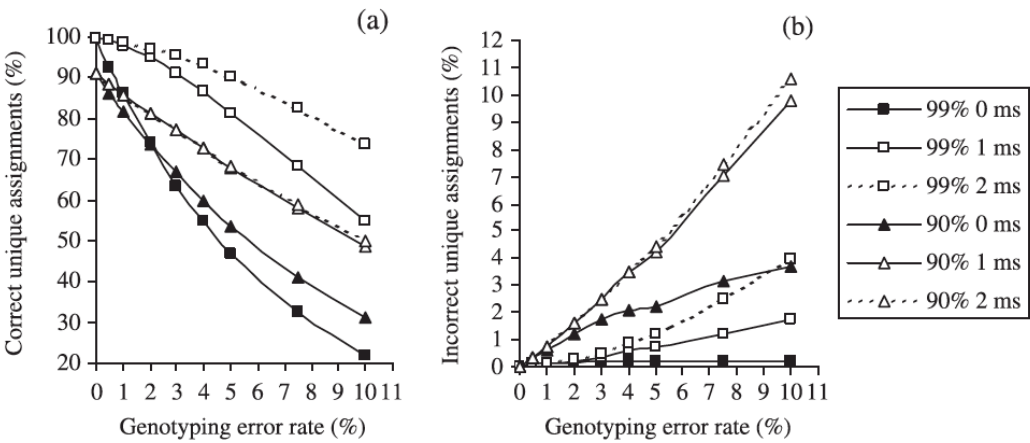 (a)
Correct unique assignments (%)
100
90
80
70
60
50
40
30
20
0 1 2 3 4 5 6 7 8 9 10 11
Genotyping error rate (%)
(b)
Incorrect unique assignments (%)
12
11
10
9
8
7
6
5
4
3
2
1
0
0 1 2 3 4 5 6 7 8 9 10 11
Genotyping error rate (%)
99% 0 ms
99% 1 ms
99% 2 ms
90% 0 ms
90% 1 ms
90% 2 ms